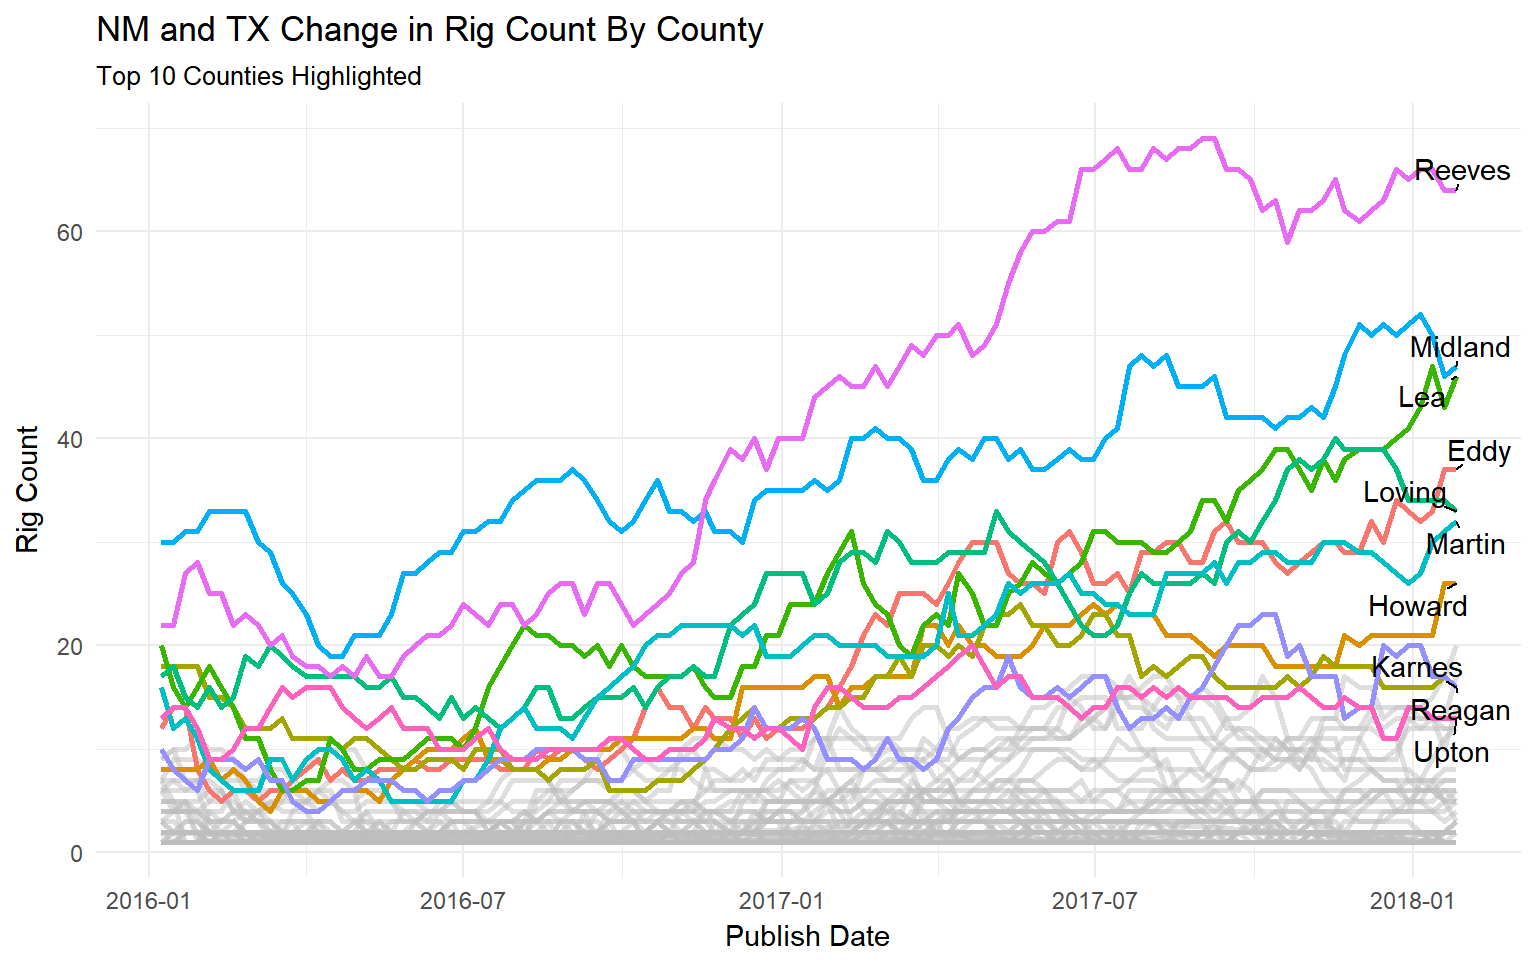 NM and TX Change in Rig Count By County
Top 10 Counties Highlighted
Rig Count
60
40
20
0
Reeves
Midland
Lea
Eddy
Loving
Martin
Howard
Karnes
Reagan
Upton
2016-01
2016-07
2017-01
2017-07
2018-01
Publish Date